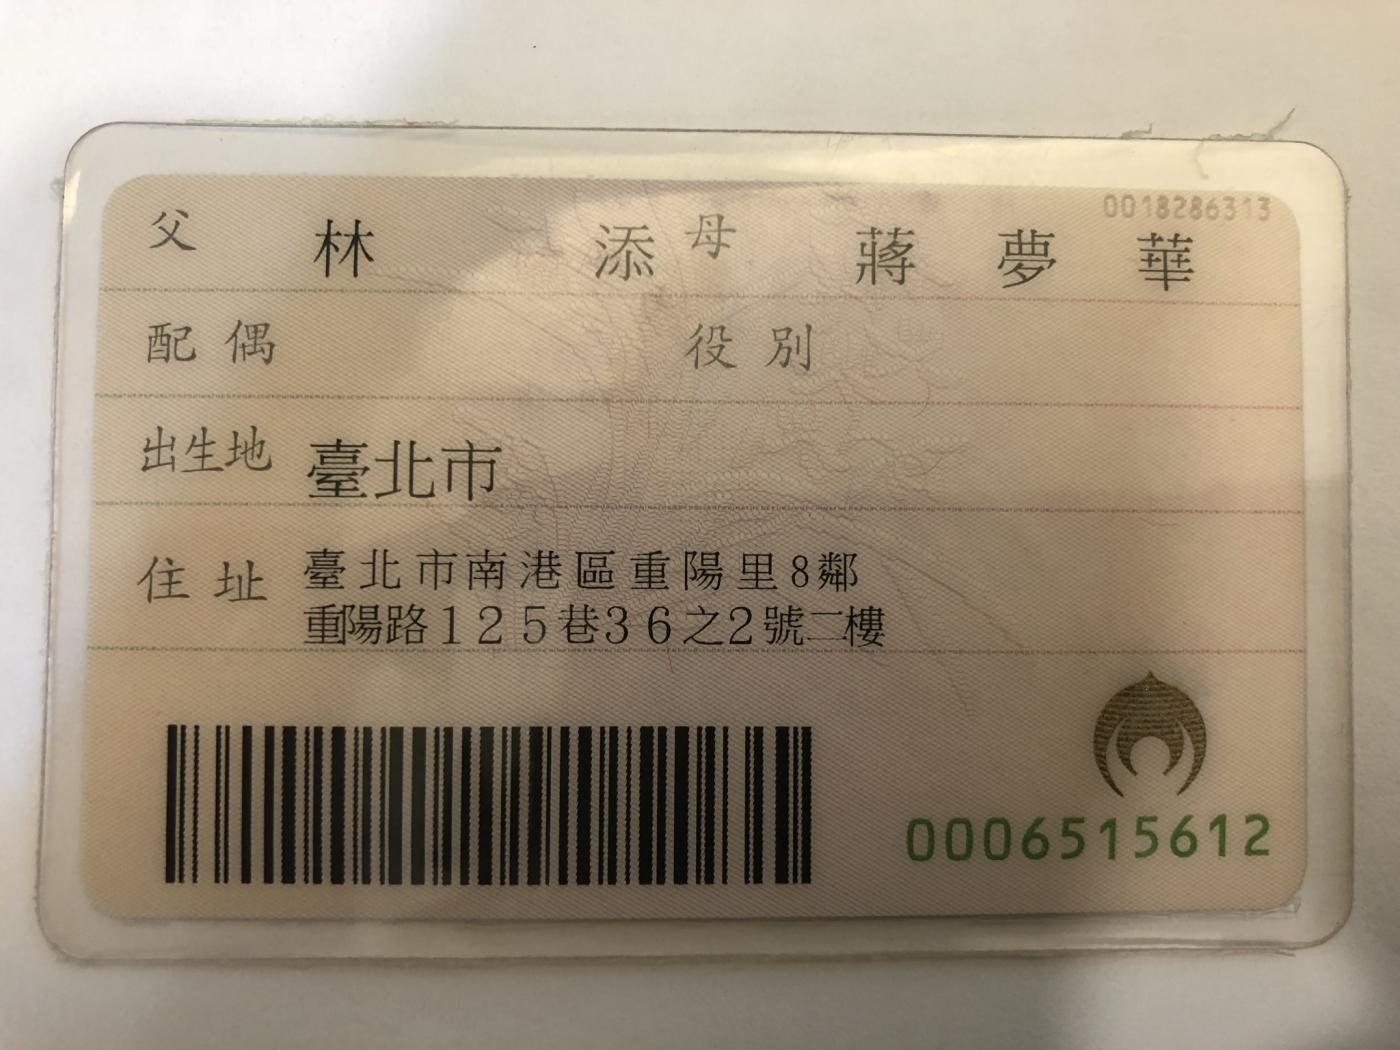 0018286313
父 林 添 母 蔣 夢 華
配偶 役別
出生地 臺北市
住址 臺北市南港區重陽里8鄰
重陽路125巷36之2號二樓
0006515612